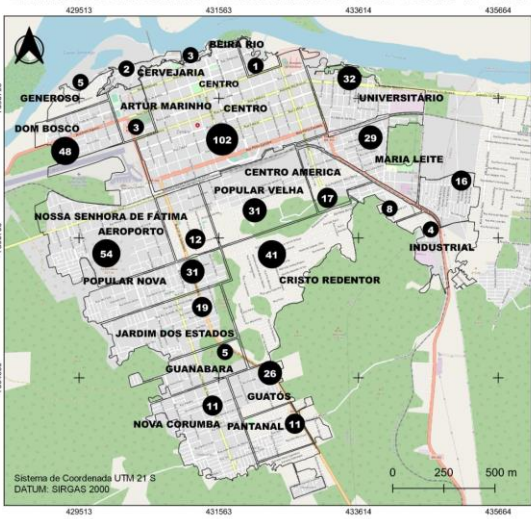 429513 431563 433614 435664
BEIRA RIO
3
2
1
CERVEJARIA
5
CENTRO
32
GENEROSO
ARTUR MARINHO
CENTRO
UNIVERSITÁRIO
DOM BOSCO
3
102
29
48
MARIA LEITE
CENTRO AMERICA
16
POPULAR VELHA
17
31
8
NOSSA SENHORA DE FÁTIMA
4
AEROPORTO
12
INDUSTRIAL
54
41
31
POPULAR NOVA
CRISTO REDENTOR
19
JARDIM DOS ESTADOS
5
GUANABARA
26
GUATÓS
11
NOVA CORUMBA
PANTANAL
11
Sistema de Coordenada UTM 21 S
DATUM: SIRGAS 2000
0 250 500 m
429513 431563 433614 435664